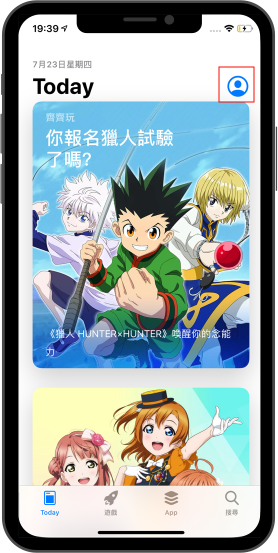 19:39
7月23日星期四
Today
齊齊玩
你報名獵人試驗
了嗎?
《獵人 HUNTER×HUNTER》喚醒你的念能
力
Today
遊戲
App
搜尋